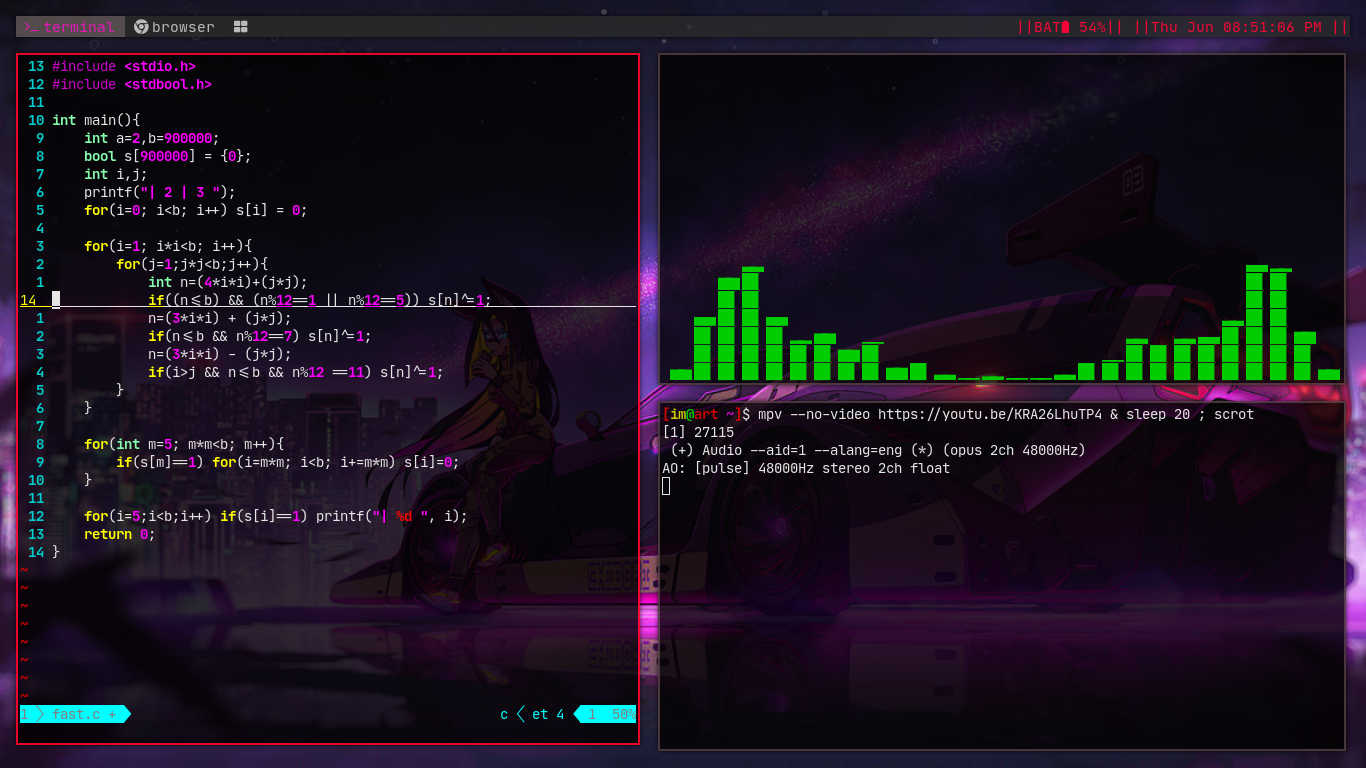 >_ terminal browser ||BAT 54%|| ||Thu Jun 08:51:06 PM ||
13 #include <stdio.h>
12 #include <stdbool.h>
11
10 int main(){
9     int a=2,b=900000;
8     bool s[900000] = {0};
7     int i,j;
6     printf("| 2 | 3 ");
5     for(i=0; i<b; i++) s[i] = 0;
4
3     for(i=1; i*i<b; i++){
2         for(j=1;j*j<b;j++){
1             int n=(4*i*i)+(j*j);
14            if((n<=b) && (n%12==1 || n%12==5)) s[n]^=1;
1             n=(3*i*i) + (j*j);
2             if(n<=b && n%12==7) s[n]^=1;
3             n=(3*i*i) - (j*j);
4             if(i>j && n<=b && n%12 ==11) s[n]^=1;
5         }
6     }
7
8     for(int m=5; m*m<b; m++){
9         if(s[m]==1) for(i=m*m; i<b; i+=m*m) s[i]=0;
10    }
11
12    for(i=5;i<b;i++) if(s[i]==1) printf("| %d ", i);
13    return 0;
14 }
~
~
~
~
~
~
~
~
1 fast.c + c < et 4 1 50%
[im@art ~]$ mpv --no-video https://youtu.be/KRA26LhuTP4 & sleep 20 ; scrot
[1] 27115
(+) Audio --aid=1 --alang=eng (*) (opus 2ch 48000Hz)
AO: [pulse] 48000Hz stereo 2ch float